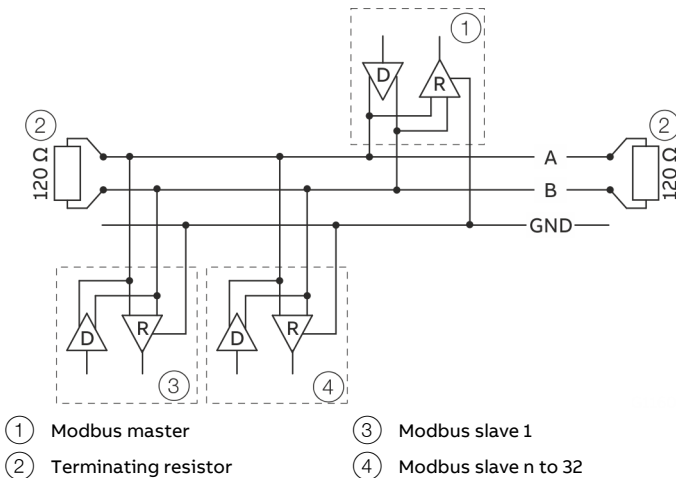 1
D
R
2
2
120 Ω
A
120 Ω
B
GND
D
R
3
D
R
4
1 Modbus master
3 Modbus slave 1
2 Terminating resistor
4 Modbus slave n to 32